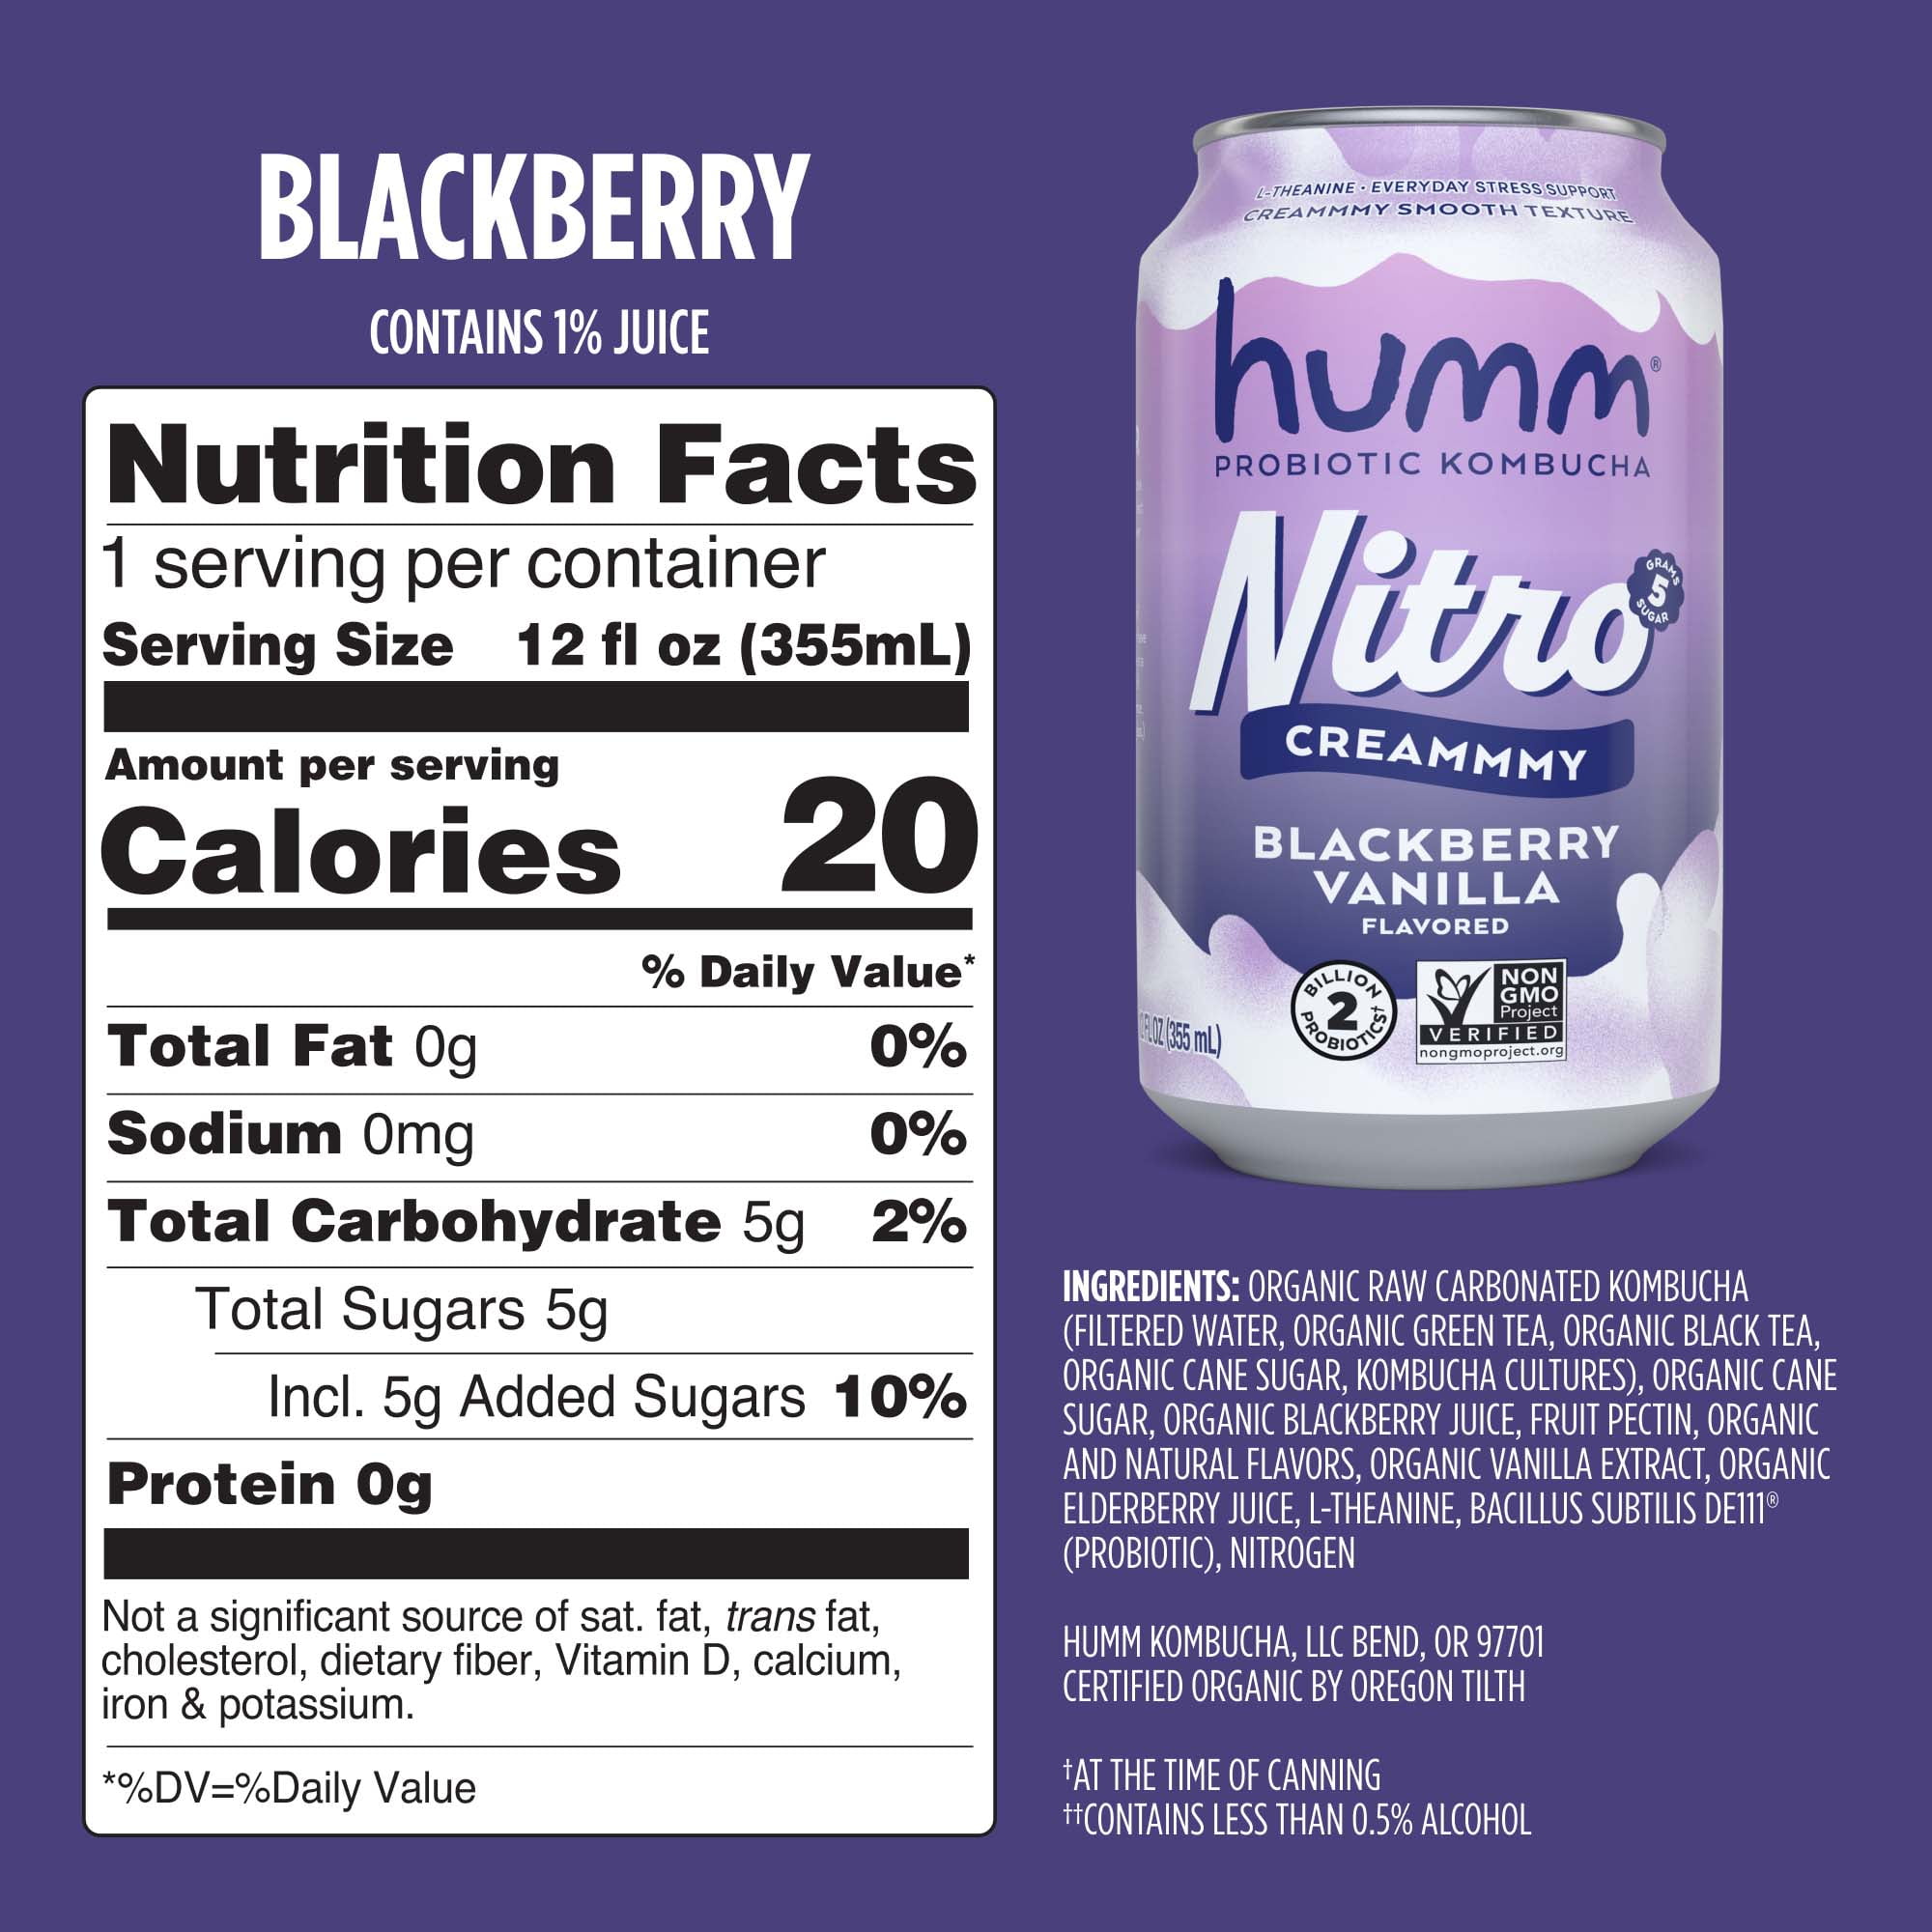 BLACKBERRY
CONTAINS 1% JUICE
Nutrition Facts
1 serving per container
Serving Size 12 fl oz (355mL)
Amount per serving
Calories 20
% Daily Value*
Total Fat 0g 0%
Sodium 0mg 0%
Total Carbohydrate 5g 2%
Total Sugars 5g
Incl. 5g Added Sugars 10%
Protein 0g
Not a significant source of sat. fat, trans fat,
cholesterol, dietary fiber, Vitamin D, calcium,
iron & potassium.
*%DV=%Daily Value
L-THEANINE • EVERYDAY STRESS SUPPORT
CREAMMMY SMOOTH TEXTURE
humm®
PROBIOTIC KOMBUCHA
Nitro
GRAMS
5
SUGAR
CREAMMMY
BLACKBERRY
VANILLA
FLAVORED
BILLION
2
PROBIOTICS†
NON
GMO
Project
VERIFIED
nongmoproject.org
FL OZ (355 mL)
INGREDIENTS: ORGANIC RAW CARBONATED KOMBUCHA
(FILTERED WATER, ORGANIC GREEN TEA, ORGANIC BLACK TEA,
ORGANIC CANE SUGAR, KOMBUCHA CULTURES), ORGANIC CANE
SUGAR, ORGANIC BLACKBERRY JUICE, FRUIT PECTIN, ORGANIC
AND NATURAL FLAVORS, ORGANIC VANILLA EXTRACT, ORGANIC
ELDERBERRY JUICE, L-THEANINE, BACILLUS SUBTILIS DE111®
(PROBIOTIC), NITROGEN
HUMM KOMBUCHA, LLC BEND, OR 97701
CERTIFIED ORGANIC BY OREGON TILTH
†AT THE TIME OF CANNING
††CONTAINS LESS THAN 0.5% ALCOHOL